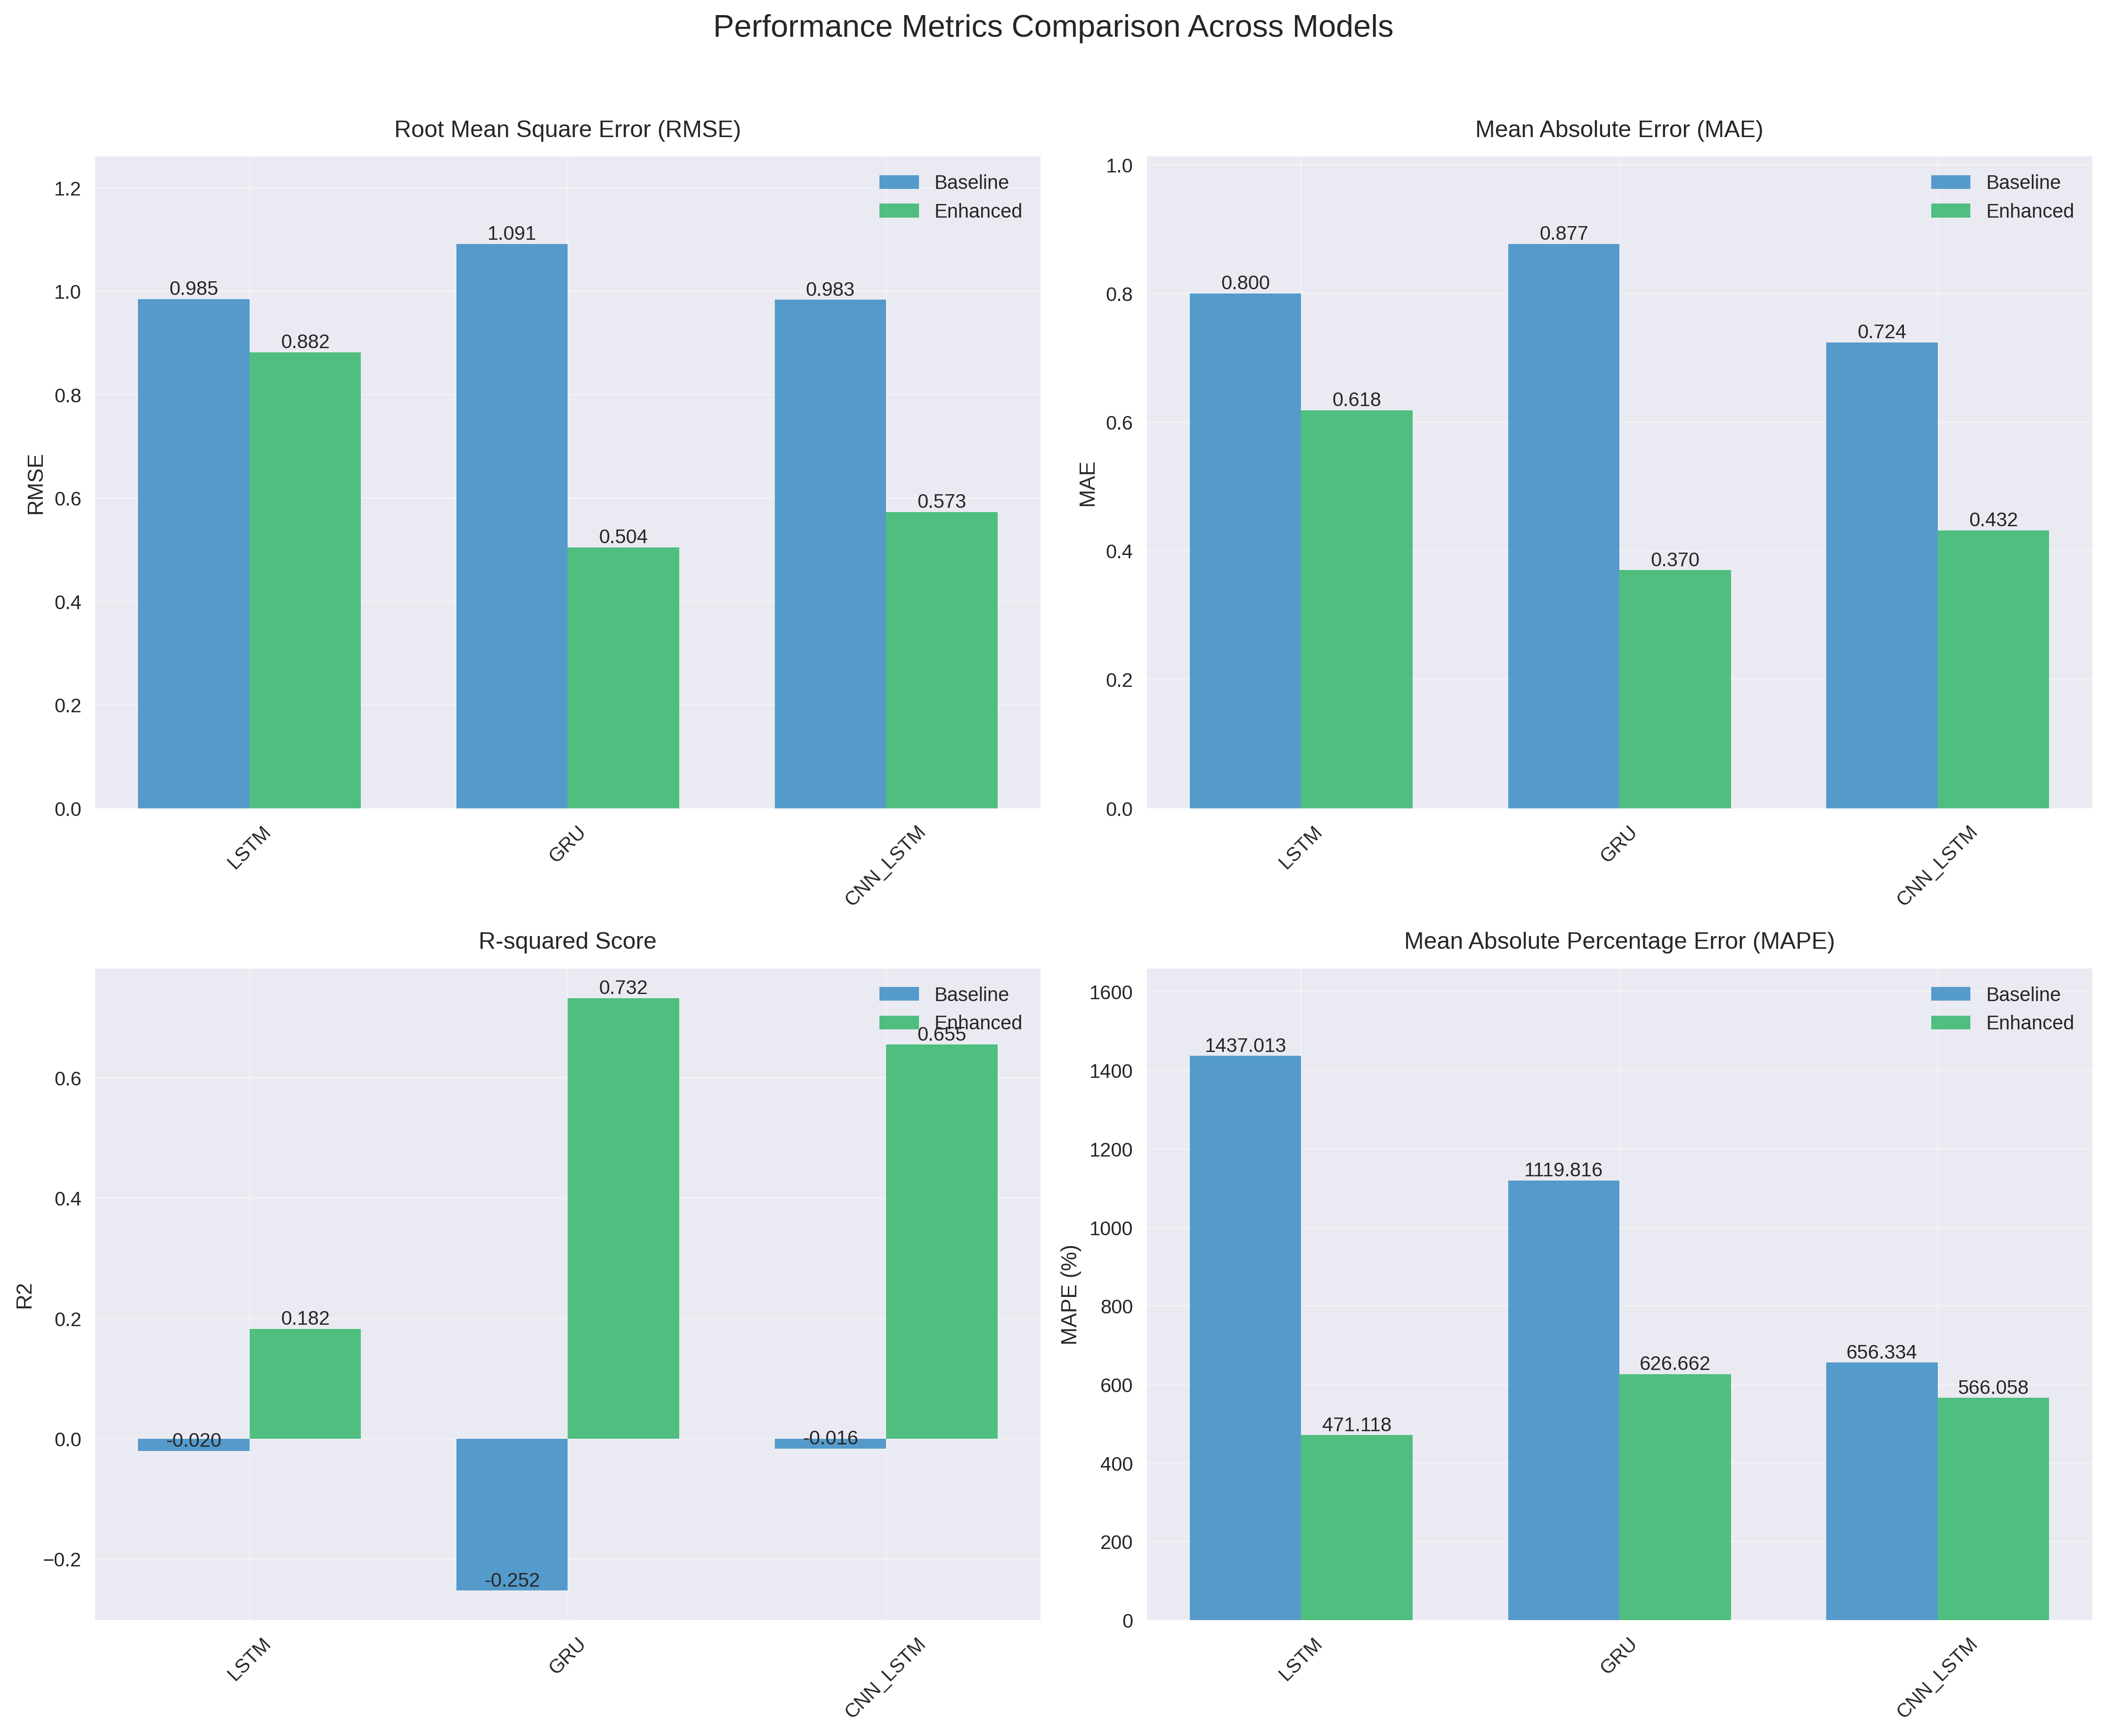 Performance Metrics Comparison Across Models
Root Mean Square Error (RMSE)
RMSE
1.2
1.0
0.8
0.6
0.4
0.2
0.0
Baseline
Enhanced
0.985
0.882
1.091
0.504
0.983
0.573
LSTM
GRU
CNN_LSTM
Mean Absolute Error (MAE)
MAE
1.0
0.8
0.6
0.4
0.2
0.0
Baseline
Enhanced
0.800
0.618
0.877
0.370
0.724
0.432
LSTM
GRU
CNN_LSTM
R-squared Score
R2
0.6
0.4
0.2
0.0
−0.2
Baseline
Enhanced
-0.020
0.182
-0.252
0.732
-0.016
0.655
LSTM
GRU
CNN_LSTM
Mean Absolute Percentage Error (MAPE)
MAPE (%)
1600
1400
1200
1000
800
600
400
200
0
Baseline
Enhanced
1437.013
471.118
1119.816
626.662
656.334
566.058
LSTM
GRU
CNN_LSTM